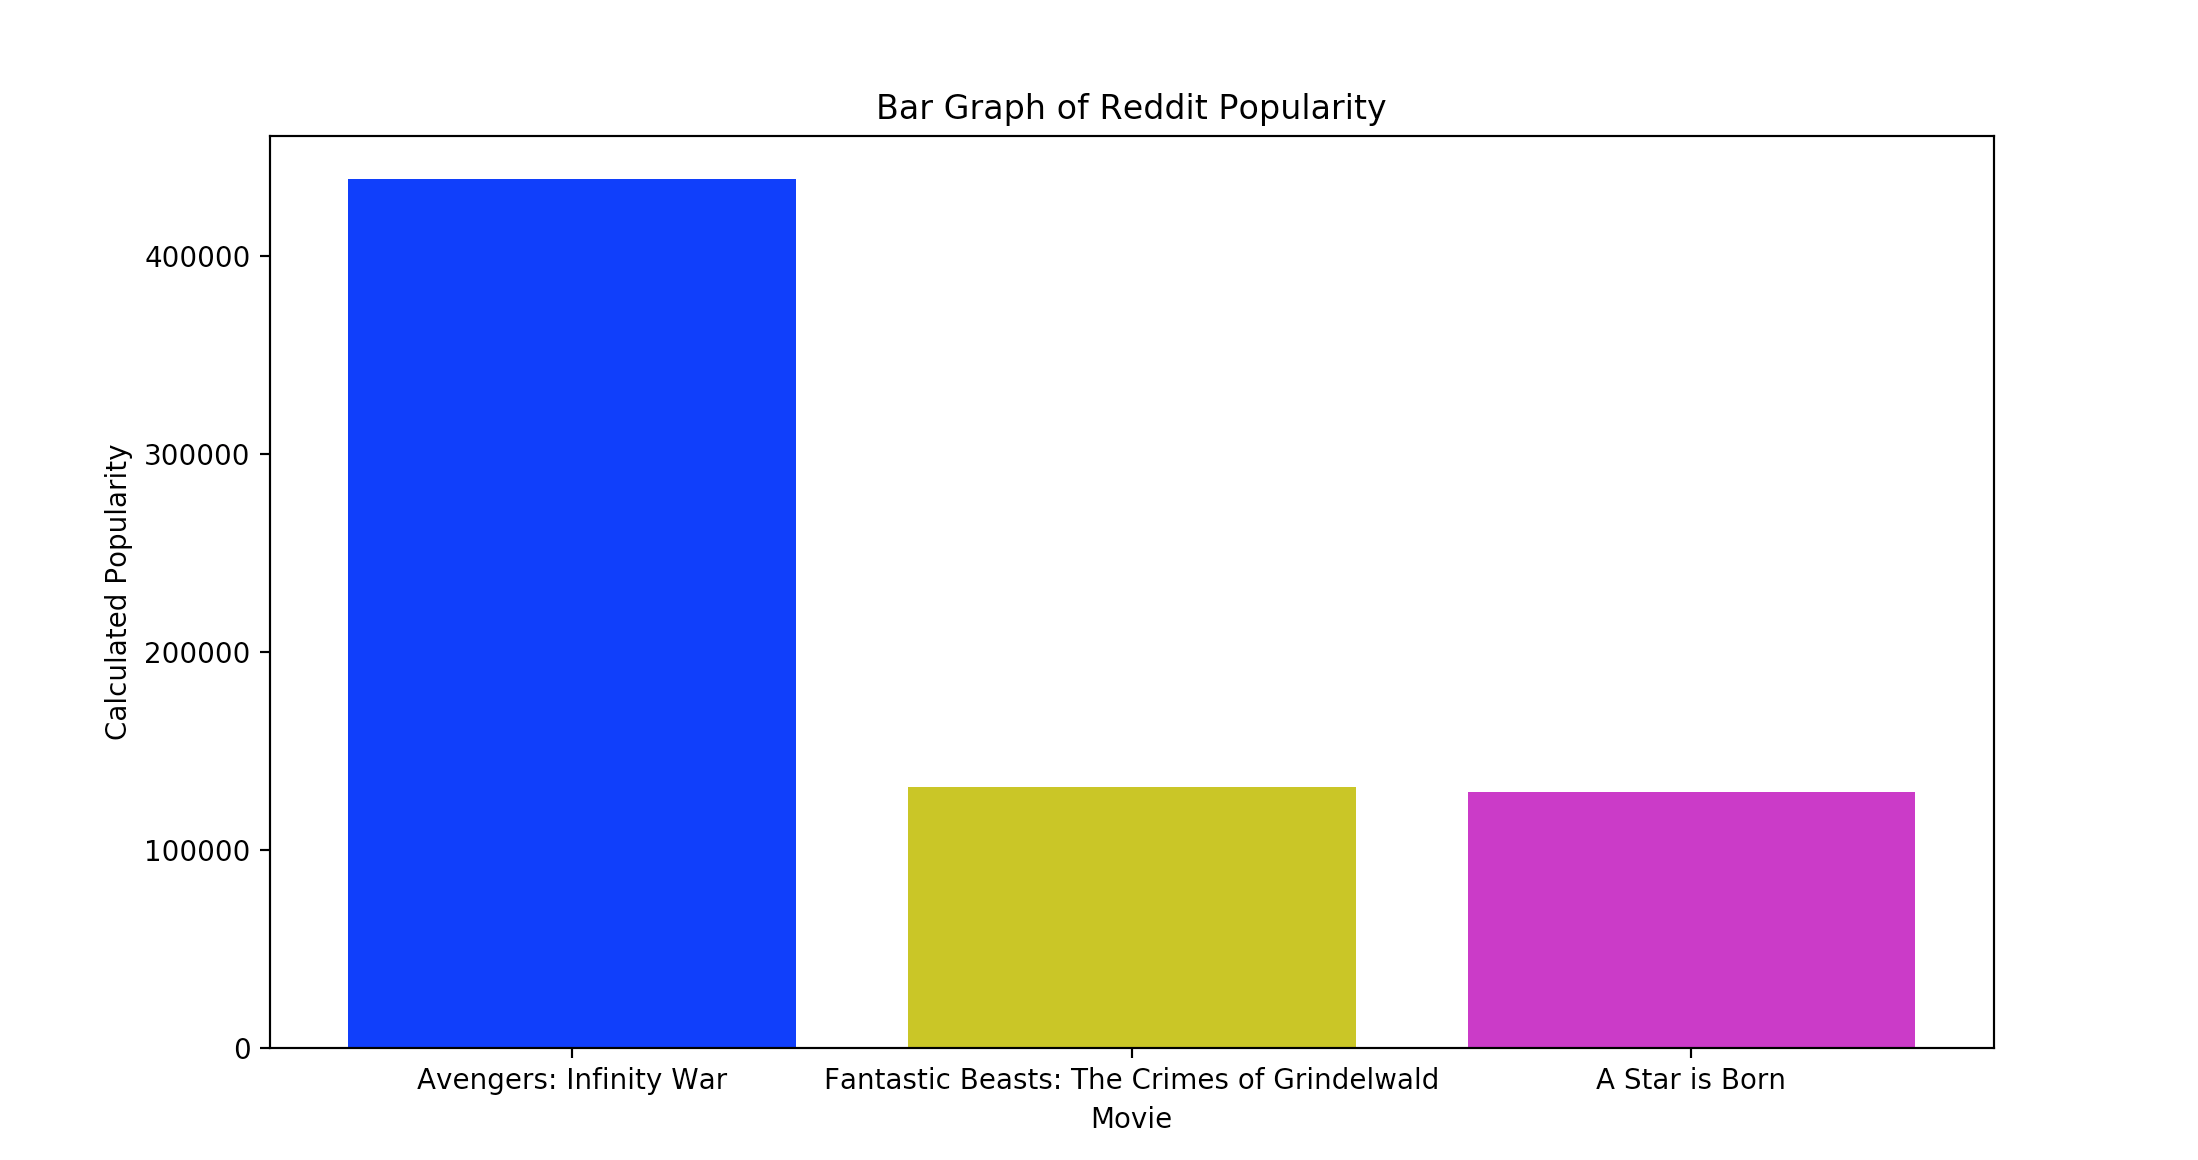 Bar Graph of Reddit Popularity
Calculated Popularity
400000
300000
200000
100000
0
Avengers: Infinity War
Fantastic Beasts: The Crimes of Grindelwald
A Star is Born
Movie